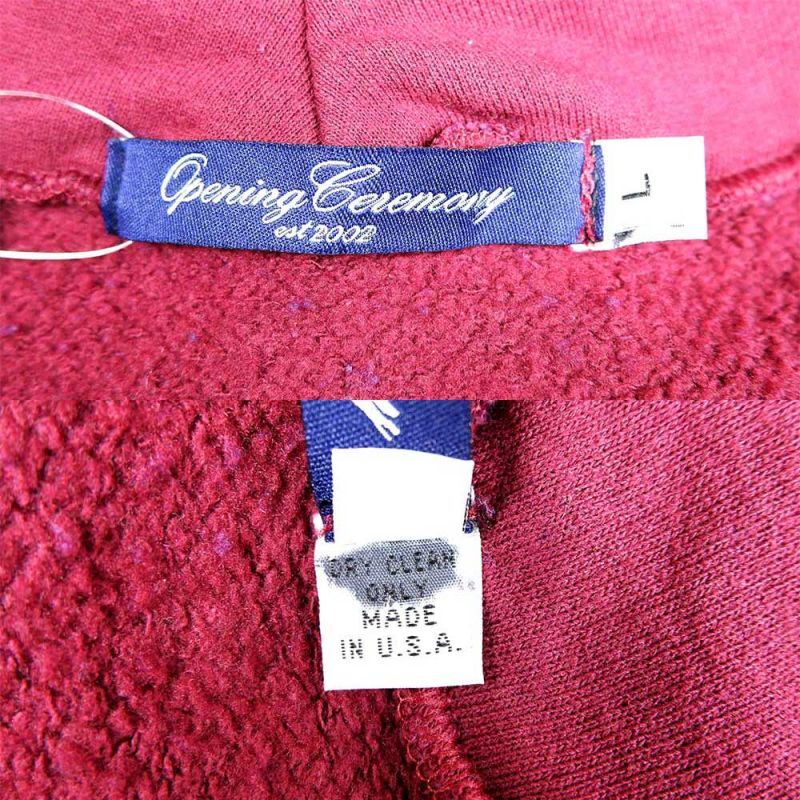 Opening Ceremony
est 2002
L
DRY CLEAN
ONLY
MADE
IN U.S.A.